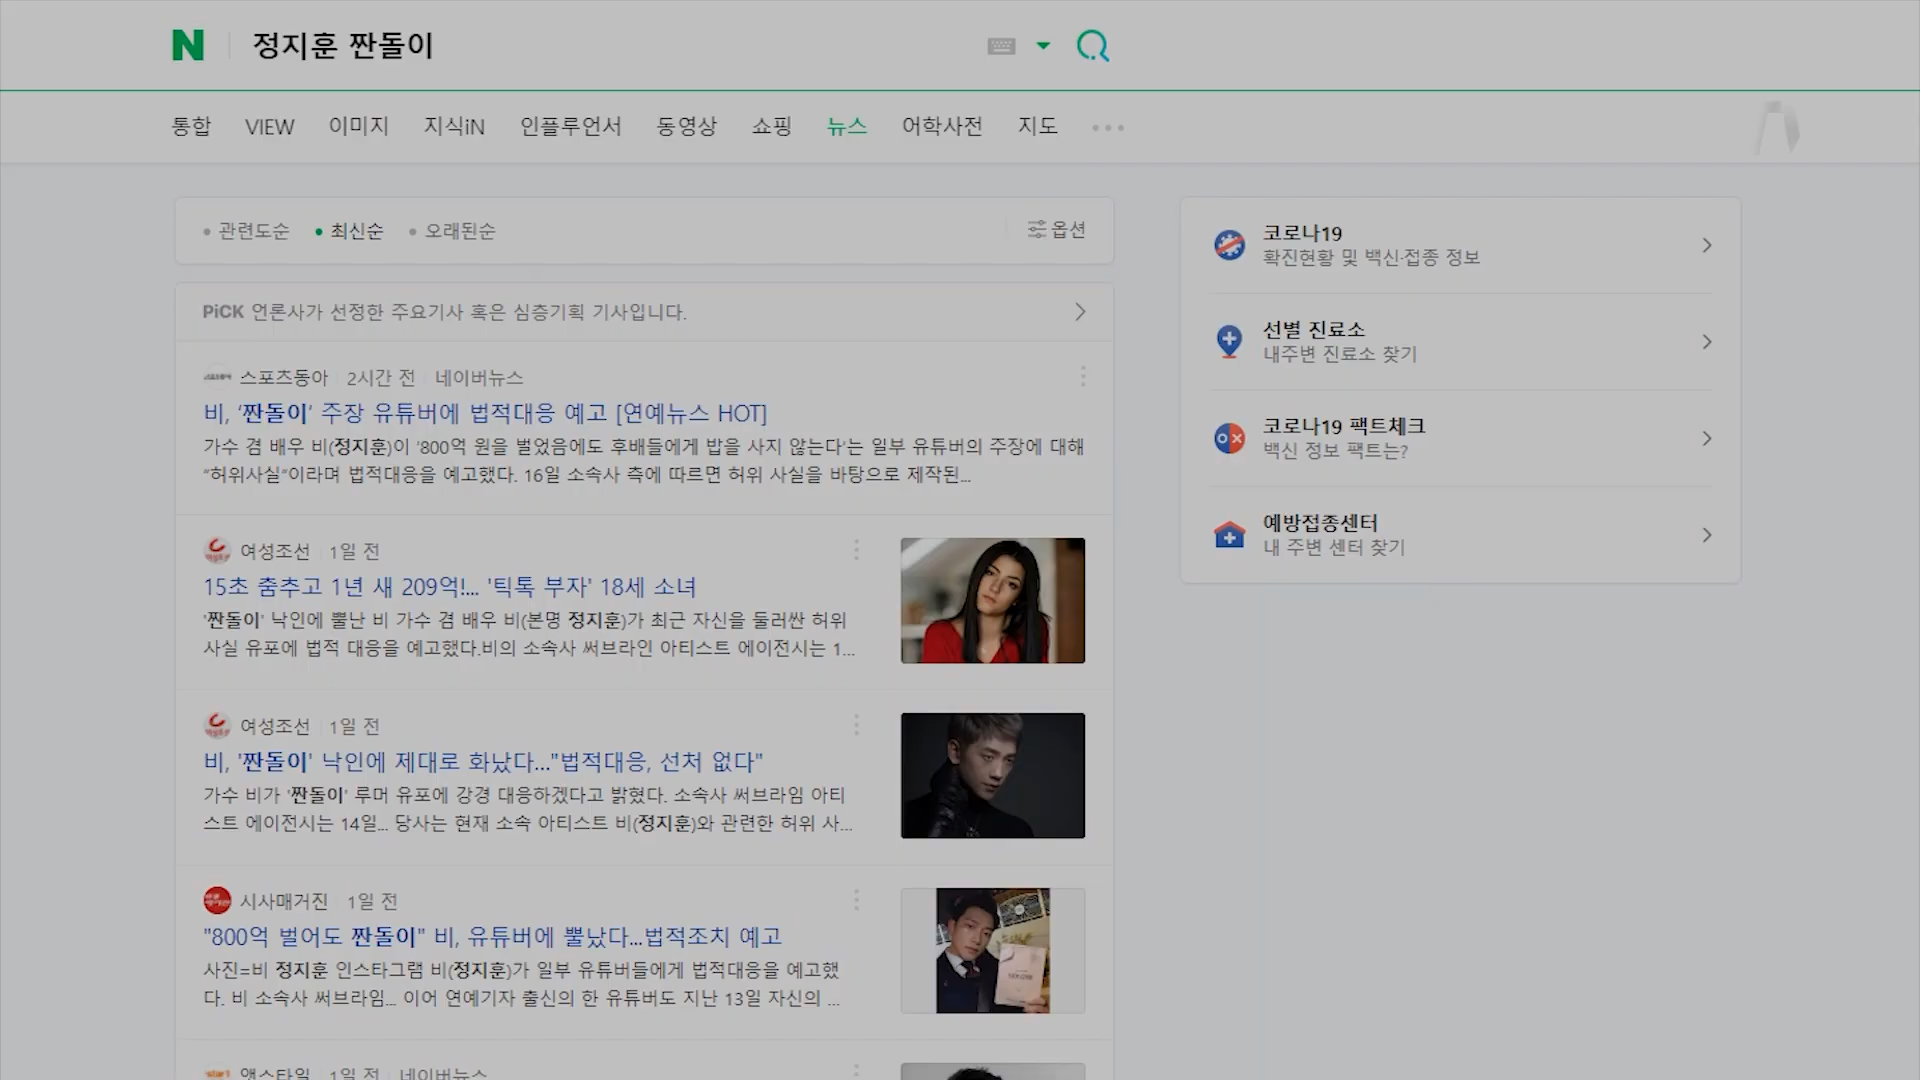 N 정지훈 짠돌이
통합 VIEW 이미지 지식iN 인플루언서 동영상 쇼핑 뉴스 어학사전 지도
관련도순 최신순 오래된순 옵션
PiCK 언론사가 선정한 주요기사 혹은 심층기획 기사입니다.
스포츠동아 2시간 전 네이버뉴스
비, ‘짠돌이’ 주장 유튜버에 법적대응 예고 [연예뉴스 HOT]
가수 겸 배우 비(정지훈)이 ‘800억 원을 벌었음에도 후배들에게 밥을 사지 않는다’는 일부 유튜버의 주장에 대해
“허위사실”이라며 법적대응을 예고했다. 16일 소속사 측에 따르면 허위 사실을 바탕으로 제작된...
여성조선 1일 전
15초 춤추고 1년 새 209억!... '틱톡 부자' 18세 소녀
'짠돌이' 낙인에 뿔난 비 가수 겸 배우 비(본명 정지훈)가 최근 자신을 둘러싼 허위
사실 유포에 법적 대응을 예고했다.비의 소속사 써브라인 아티스트 에이전시는 1...
여성조선 1일 전
비, '짠돌이' 낙인에 제대로 화났다..."법적대응, 선처 없다"
가수 비가 '짠돌이' 루머 유포에 강경 대응하겠다고 밝혔다. 소속사 써브라임 아티
스트 에이전시는 14일... 당사는 현재 소속 아티스트 비(정지훈)와 관련한 허위 사...
시사매거진 1일 전
"800억 벌어도 짠돌이" 비, 유튜버에 뿔났다...법적조치 예고
사진=비 정지훈 인스타그램 비(정지훈)가 일부 유튜버들에게 법적대응을 예고했
다. 비 소속사 써브라임... 이어 연예기자 출신의 한 유튜버도 지난 13일 자신의 ...
star1 앳스타일 1일 전 네이버뉴스
코로나19
확진현황 및 백신·접종 정보
선별 진료소
내주변 진료소 찾기
코로나19 팩트체크
백신 정보 팩트는?
예방접종센터
내 주변 센터 찾기